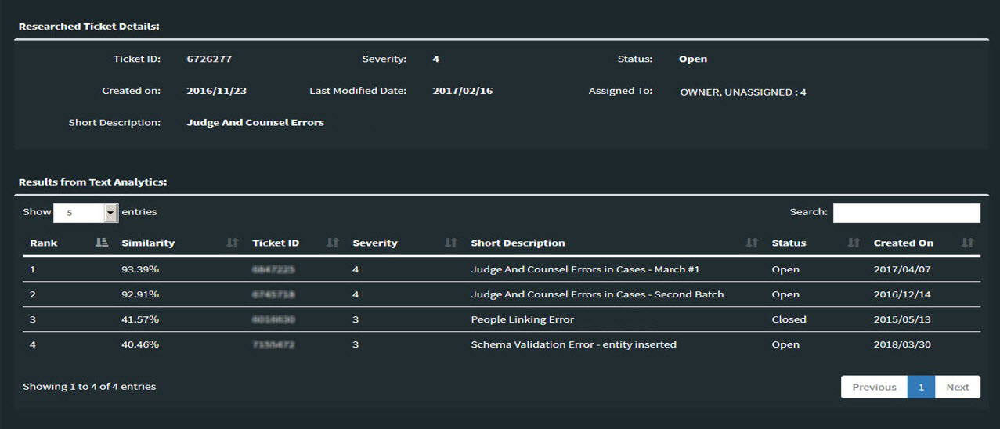 Researched Ticket Details:
Ticket ID: 6726277 Severity: 4 Status: Open
Created on: 2016/11/23 Last Modified Date: 2017/02/16 Assigned To: OWNER, UNASSIGNED : 4
Short Description: Judge And Counsel Errors
Results from Text Analytics:
Show 5 entries Search:
Rank Similarity Ticket ID Severity Short Description Status Created On
1 93.39% 4 Judge And Counsel Errors in Cases - March #1 Open 2017/04/07
2 92.91% 4 Judge And Counsel Errors in Cases - Second Batch Open 2016/12/14
3 41.57% 3 People Linking Error Closed 2015/05/13
4 40.46% 3 Schema Validation Error - entity inserted Open 2018/03/30
Showing 1 to 4 of 4 entries Previous 1 Next